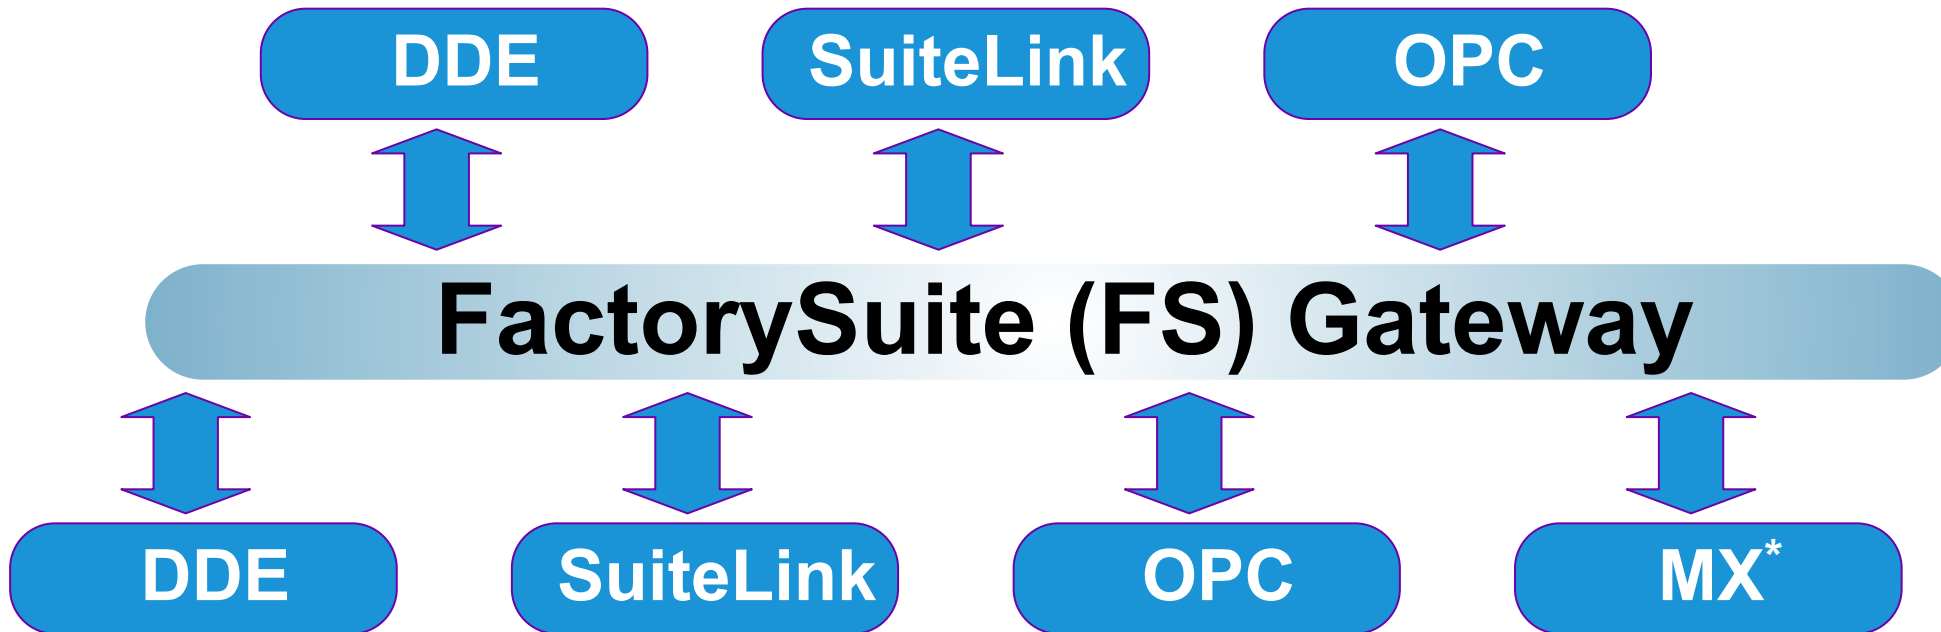 DDE
SuiteLink
OPC
FactorySuite (FS) Gateway
DDE
SuiteLink
OPC
MX*